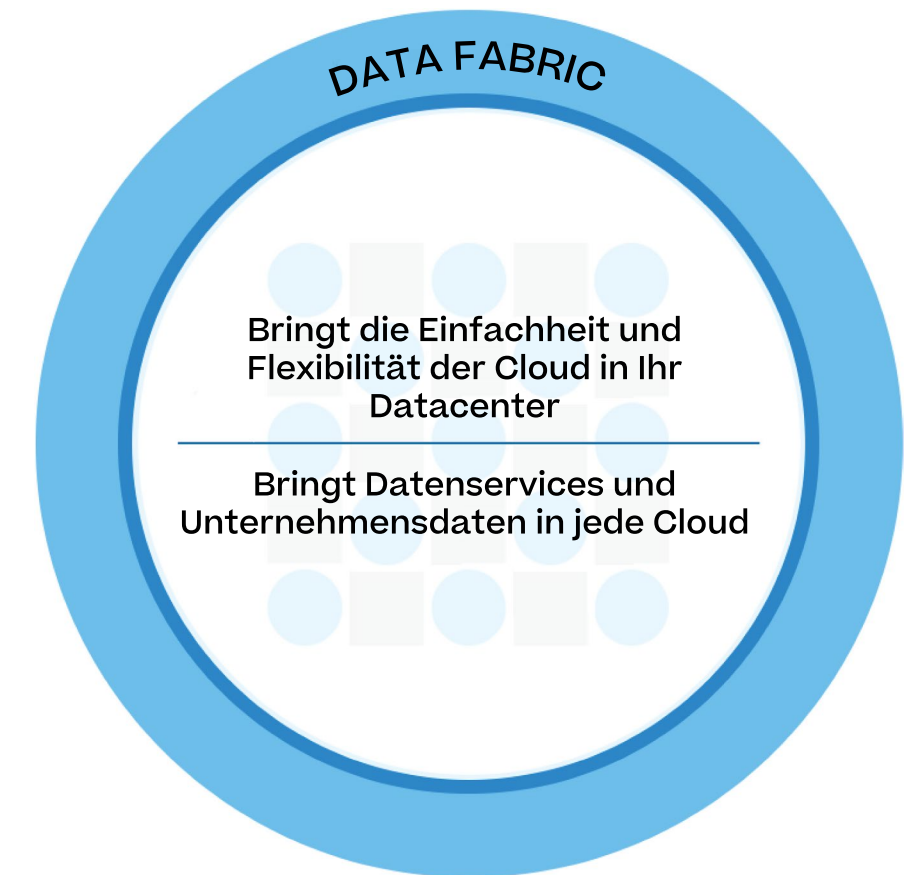 DATA FABRIC
Bringt die Einfachheit und
Flexibilität der Cloud in Ihr
Datacenter
Bringt Datenservices und
Unternehmensdaten in jede Cloud